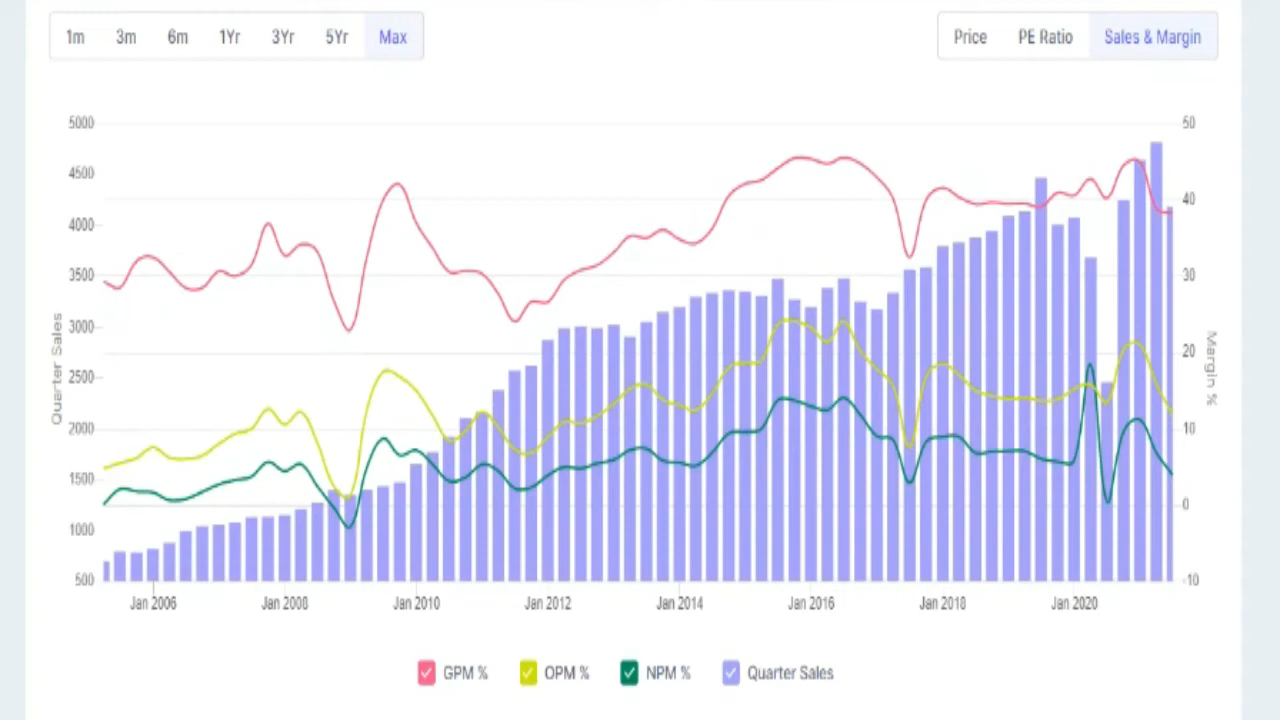 1m 3m 6m 1Yr 3Yr 5Yr Max Price PE Ratio Sales & Margin
5000 50
4500
4000 40
3500 30
3000
2500 20
2000 10
1500 0
1000
500 -10
Quarter Sales
Margin %
Jan 2006 Jan 2008 Jan 2010 Jan 2012 Jan 2014 Jan 2016 Jan 2018 Jan 2020
GPM % OPM % NPM % Quarter Sales